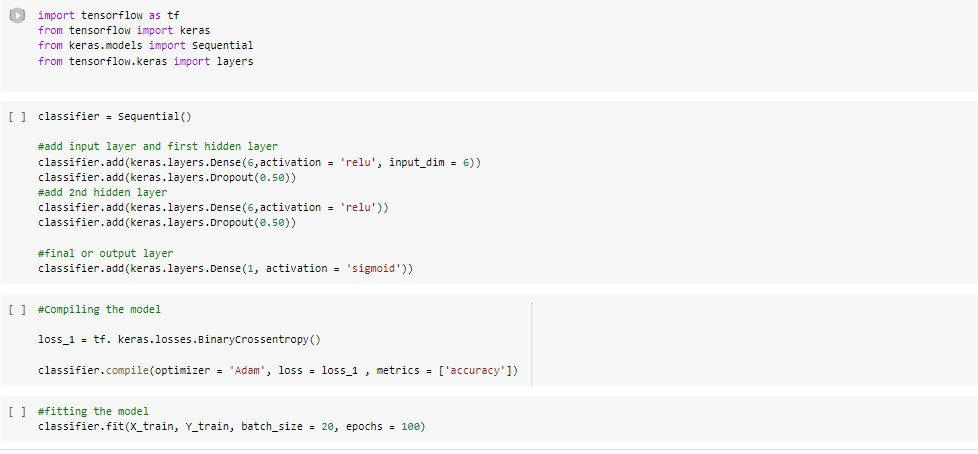 import tensorflow as tf
from tensorflow import keras
from keras.models import Sequential
from tensorflow.keras import layers
[ ] classifier = Sequential()
#add input layer and first hidden layer
classifier.add(keras.layers.Dense(6,activation = 'relu', input_dim = 6))
classifier.add(keras.layers.Dropout(0.50))
#add 2nd hidden layer
classifier.add(keras.layers.Dense(6,activation = 'relu'))
classifier.add(keras.layers.Dropout(0.50))
#final or output layer
classifier.add(keras.layers.Dense(1, activation = 'sigmoid'))
[ ] #Compiling the model
loss_1 = tf. keras.losses.BinaryCrossentropy()
classifier.compile(optimizer = 'Adam', loss = loss_1 , metrics = ['accuracy'])
[ ] #fitting the model
classifier.fit(X_train, Y_train, batch_size = 20, epochs = 100)